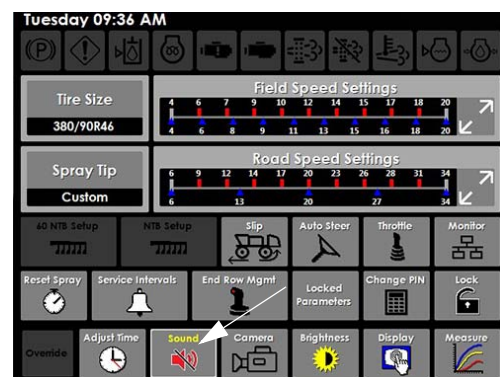 Tuesday 09:36 AM
Tire Size
380/90R46
Field Speed Settings
4 6 7 9 10 12 14 15 17 18 20
4 6 8 9 11 13 15 16 18 20
Spray Tip
Custom
Road Speed Settings
6 9 12 14 17 20 23 26 28 31 34
6 13 20 27 34
60 NTB Setup
NTB Setup
Slip
Auto Steer
Throttle
Monitor
Reset Spray
Service Intervals
End Row Mgmt
Locked
Parameters
Change PIN
Lock
Override
Adjust Time
Sound
Camera
Brightness
Display
Measure